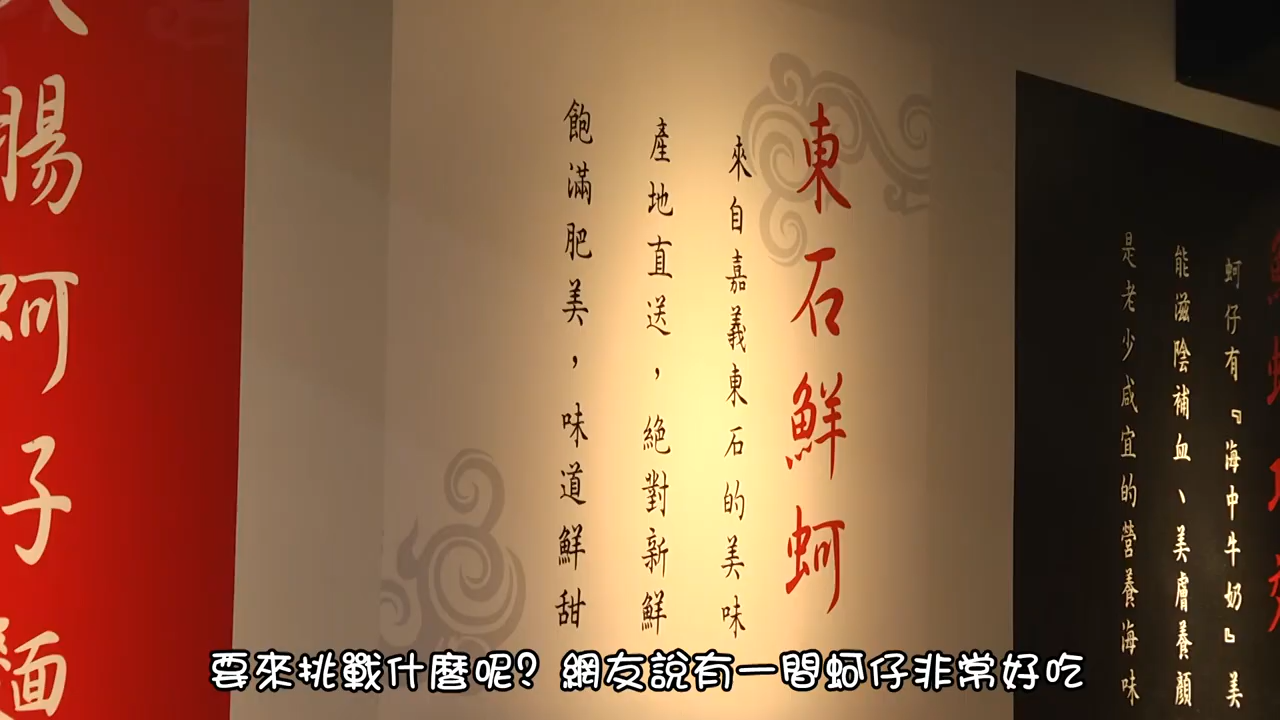 東石鮮蚵
來自嘉義東石的美味
產地直送，絕對新鮮
飽滿肥美，味道鮮甜
腸蚵子麵
蚵仔有『海中牛奶』美
能滋陰補血、美膚養顏
是老少咸宜的營養海味
要來挑戰什麼呢? 網友說有一間蚵仔非常好吃